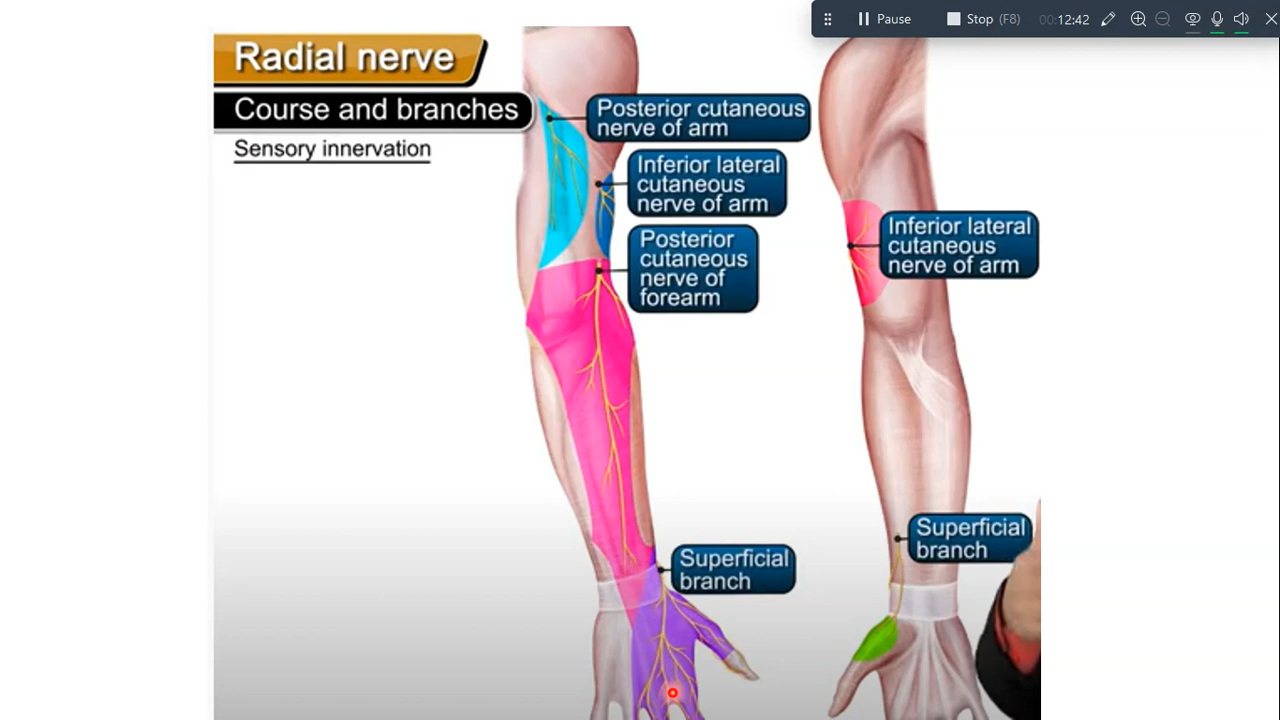 Pause
Stop (F8)
00:12:42
Radial nerve
Course and branches
Sensory innervation
Posterior cutaneous
nerve of arm
Inferior lateral
cutaneous
nerve of arm
Posterior
cutaneous
nerve of
forearm
Superficial
branch
Inferior lateral
cutaneous
nerve of arm
Superficial
branch